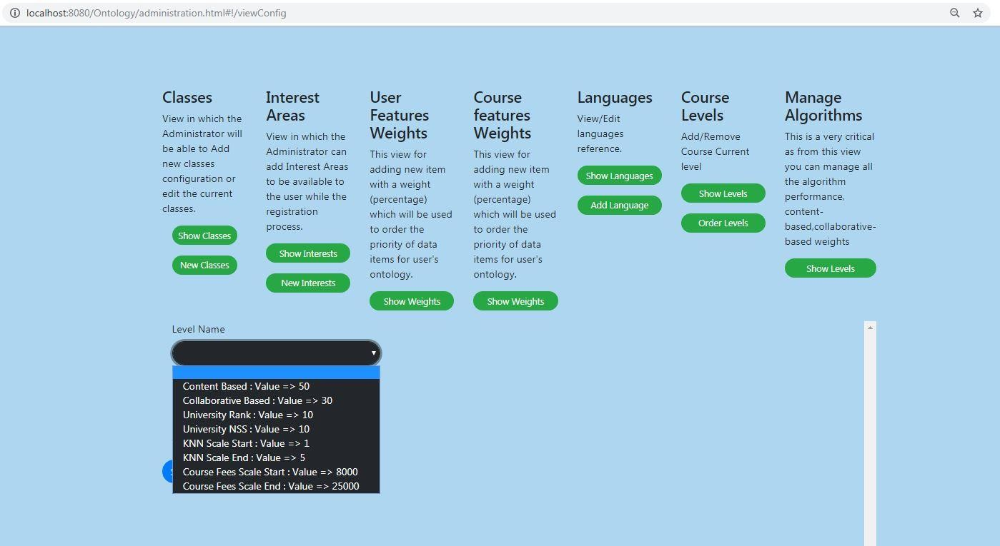 localhost:8080/Ontology/administration.html#!/viewConfig
Classes
View in which the
Administrator will
be able to Add
new classes
configuration or
edit the current
classes.
Show Classes
New Classes
Interest
Areas
View in which the
Administrator can
add Interest Areas
to be available to
the user while the
registration
process.
Show Interests
New Interests
User
Features
Weights
This view for
adding new item
with a weight
(percentage)
which will be used
to order the
priority of data
items for user's
ontology.
Show Weights
Course
features
Weights
This view for
adding new item
with a weight
(percentage)
which will be used
to order the
priority of data
items for user's
ontology.
Show Weights
Languages
View/Edit
languages
reference.
Show Languages
Add Language
Course
Levels
Add/Remove
Course Current
level
Show Levels
Order Levels
Manage
Algorithms
This is a very critical
as from this view
you can manage all
the algorithm
performance,
content-
based,collaborative-
based weights
Show Levels
Level Name
Content Based : Value => 50
Collaborative Based : Value => 30
University Rank : Value => 10
University NSS : Value => 10
KNN Scale Start : Value => 1
KNN Scale End : Value => 5
Course Fees Scale Start : Value => 8000
Course Fees Scale End : Value => 25000